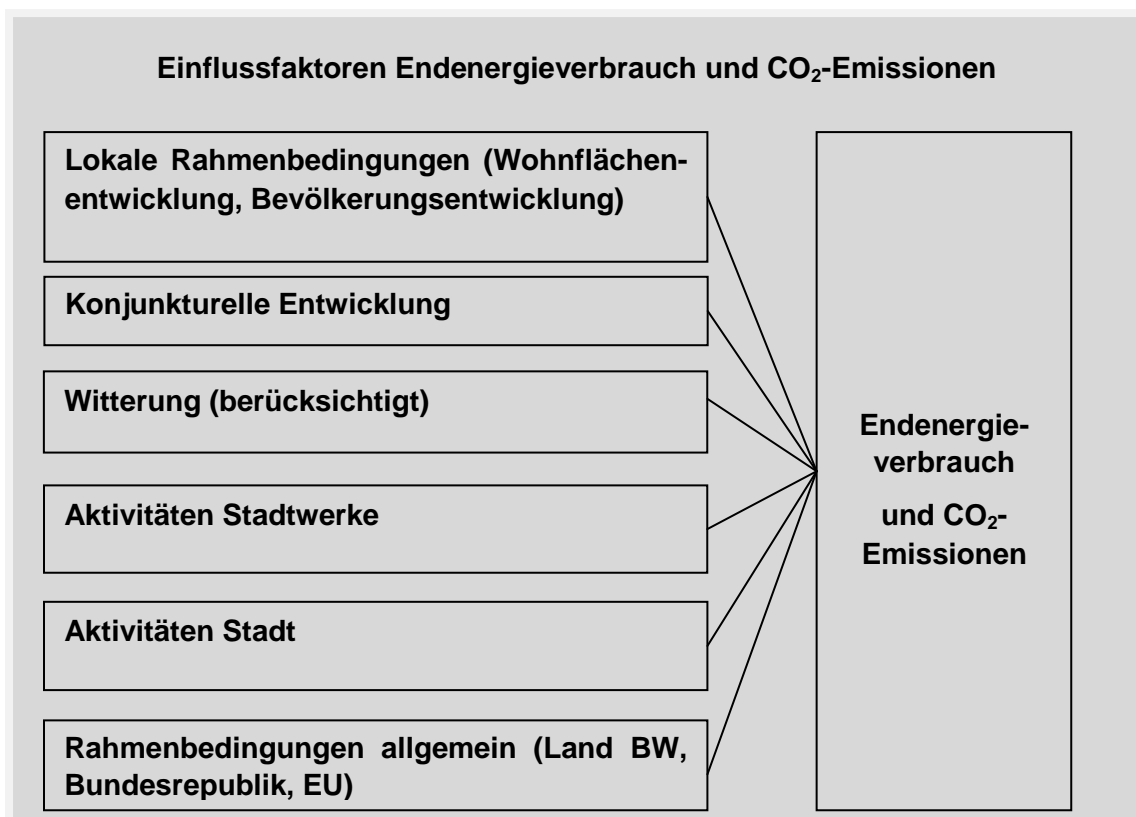 Einflussfaktoren Endenergieverbrauch und CO₂-Emissionen
Lokale Rahmenbedingungen (Wohnflächen-
entwicklung, Bevölkerungsentwicklung)
Konjunkturelle Entwicklung
Witterung (berücksichtigt)
Aktivitäten Stadtwerke
Aktivitäten Stadt
Rahmenbedingungen allgemein (Land BW,
Bundesrepublik, EU)
Endenergie-
verbrauch
und CO₂-
Emissionen